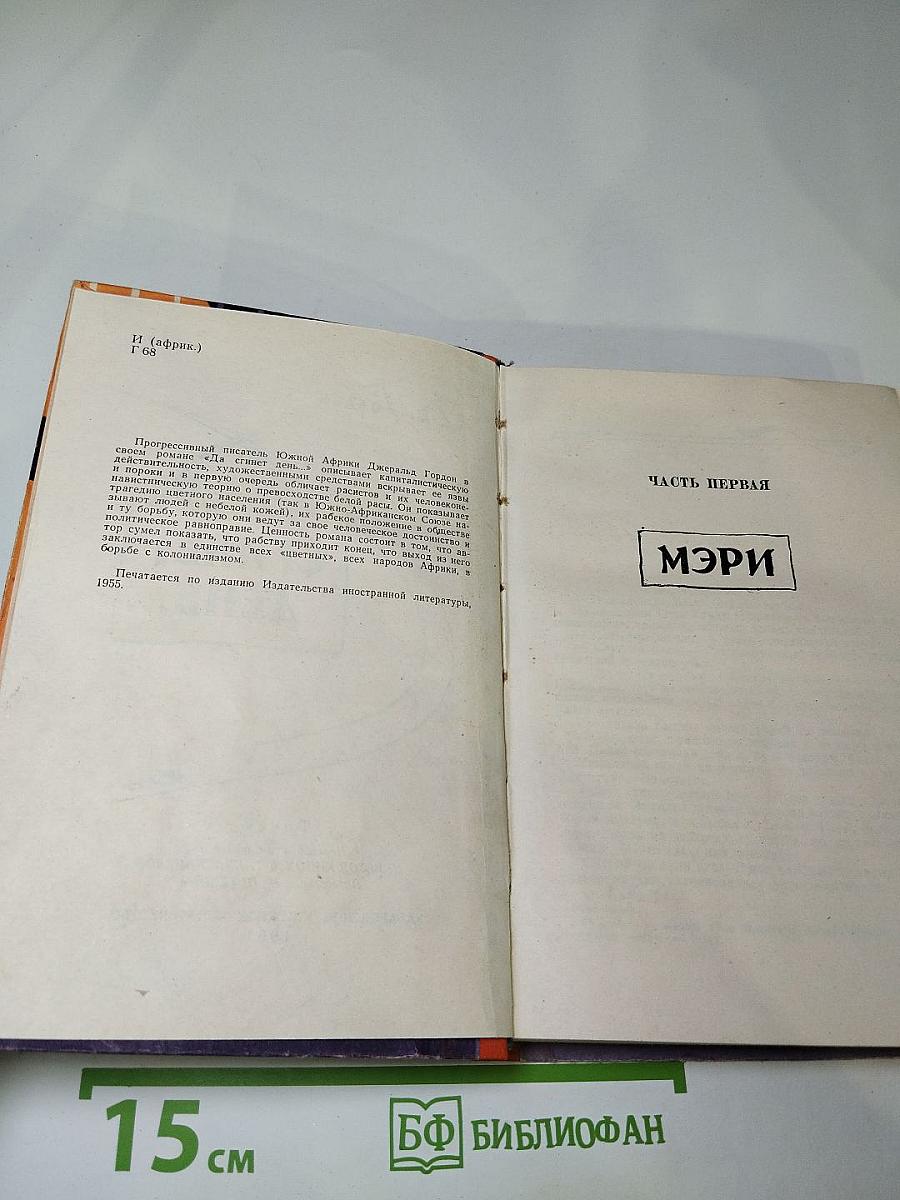 И (африк.)
Г 68
Прогрессивный писатель Южной Африки Джеральд Гордон в
своем романе «Да сгинет день...» описывает капиталистическую
действительность, художественными средствами вскрывает ее язвы
и пороки и в первую очередь обличает расистов и их человеконе-
навистническую теорию о превосходстве белой расы. Он показывает
трагедию цветного населения (так в Южно-Африканском Союзе на-
зывают людей с небелой кожей), их рабское положение в обществе
и ту борьбу, которую они ведут за свое человеческое достоинство и
политическое равноправие. Ценность романа состоит в том, что ав-
тор сумел показать, что рабству приходит конец, что выход из него
заключается в единстве всех «цветных», всех народов Африки, в
борьбе с колониализмом.
Печатается по изданию Издательства иностранной литературы,
1955.
ЧАСТЬ ПЕРВАЯ
МЭРИ
15 см
БФ БИБЛИОФАН